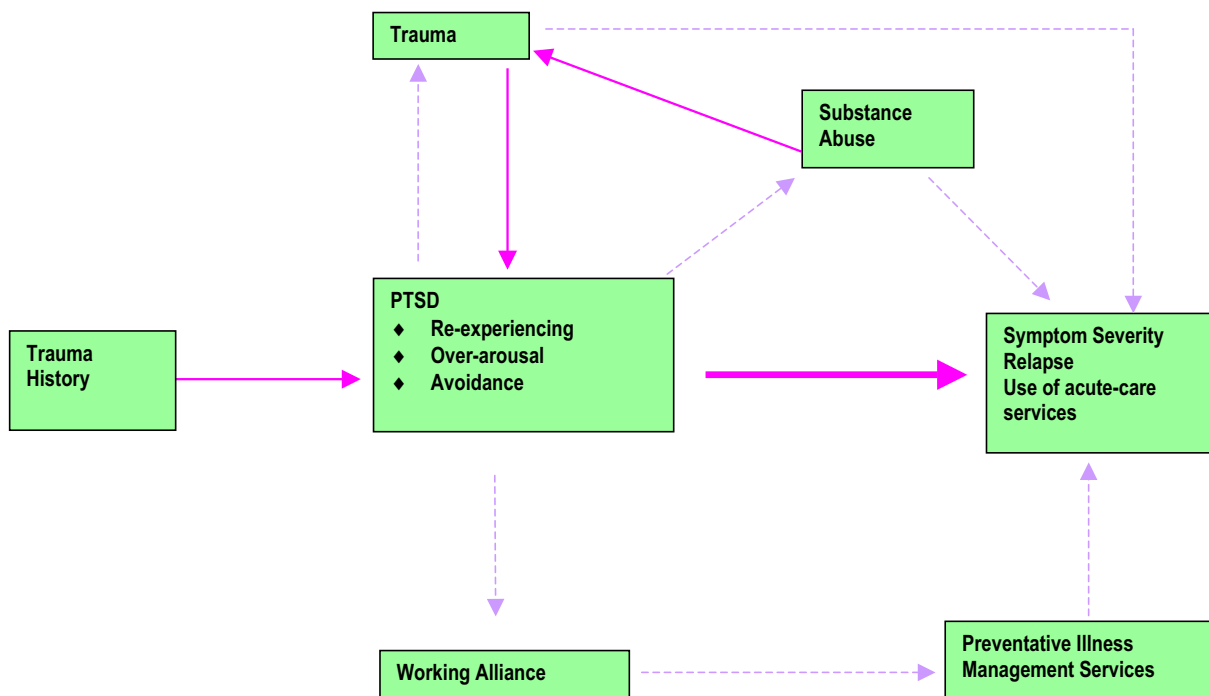 Trauma
Substance
Abuse
PTSD
♦ Re-experiencing
♦ Over-arousal
♦ Avoidance
Trauma
History
Symptom Severity
Relapse
Use of acute-care
services
Working Alliance
Preventative Illness
Management Services